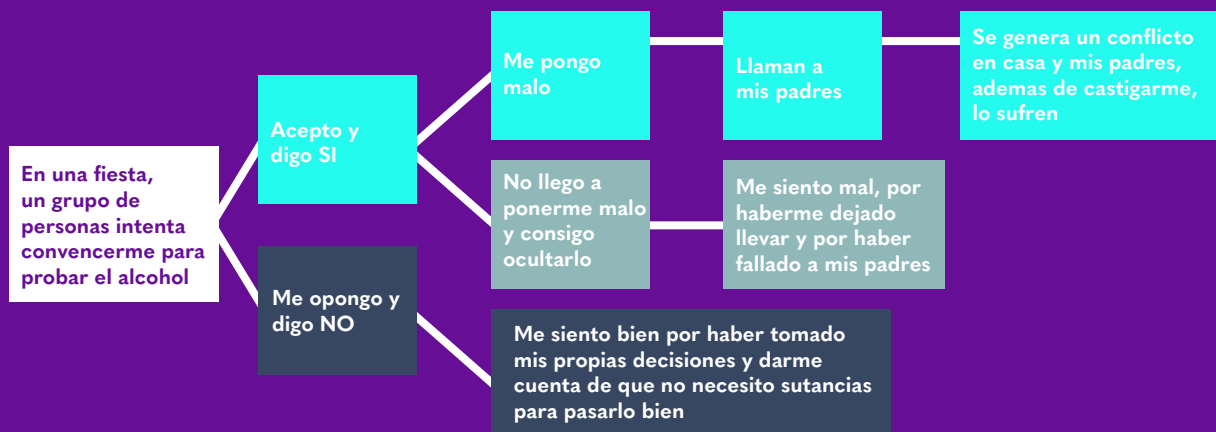 En una fiesta,
un grupo de
personas intenta
convencerme para
probar el alcohol
Acepto y
digo SI
Me pongo
malo
Llaman a
mis padres
Se genera un conflicto
en casa y mis padres,
ademas de castigarme,
lo sufren
No llego a
ponerme malo
y consigo
ocultarlo
Me siento mal, por
haberme dejado
llevar y por haber
fallado a mis padres
Me opongo y
digo NO
Me siento bien por haber tomado
mis propias decisiones y darme
cuenta de que no necesito sutancias
para pasarlo bien